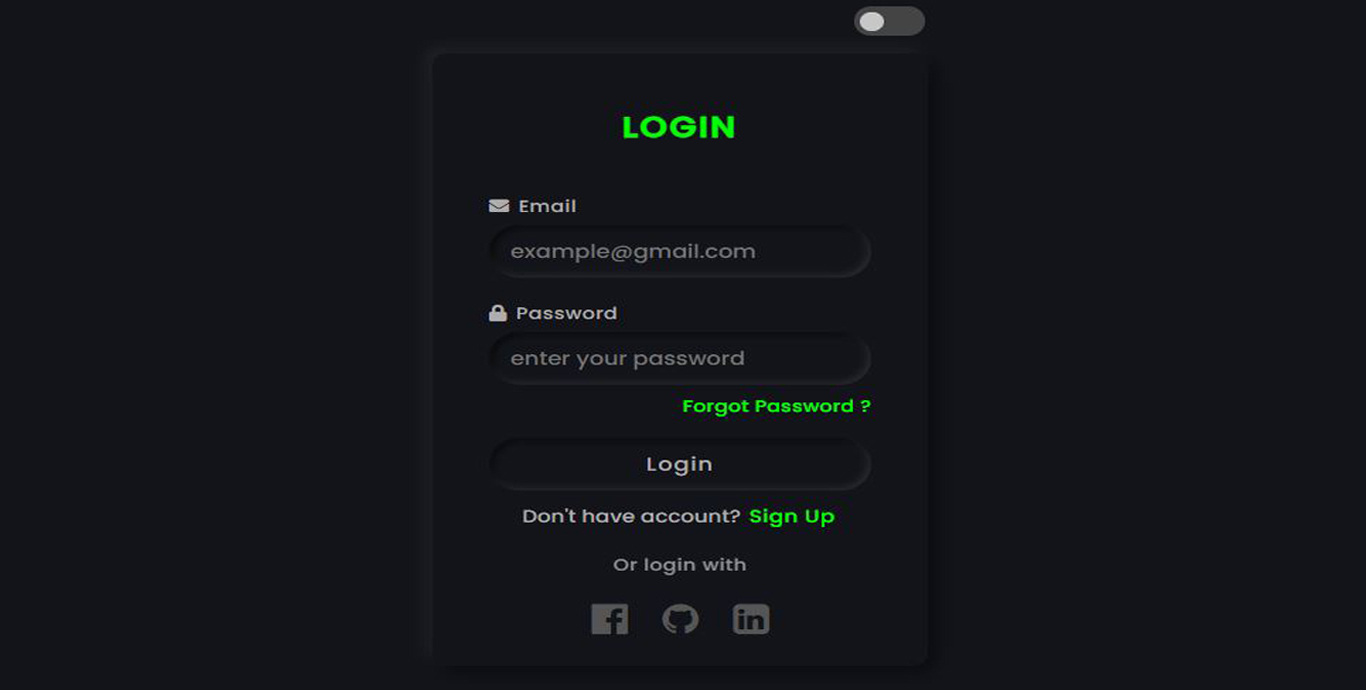 LOGIN
Email
example@gmail.com
Password
enter your password
Forgot Password ?
Login
Don't have account? Sign Up
Or login with